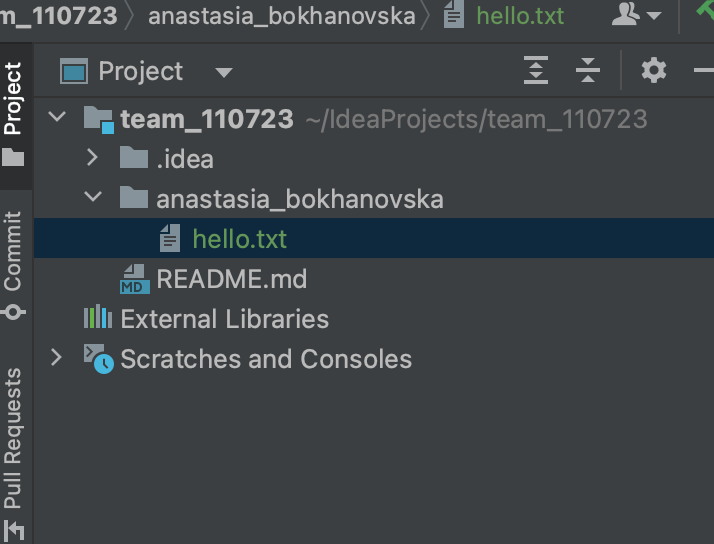 m_110723 anastasia_bokhanovska hello.txt
Project
team_110723 ~/IdeaProjects/team_110723
.idea
anastasia_bokhanovska
hello.txt
MD README.md
External Libraries
Scratches and Consoles
Project
Commit
Pull Requests